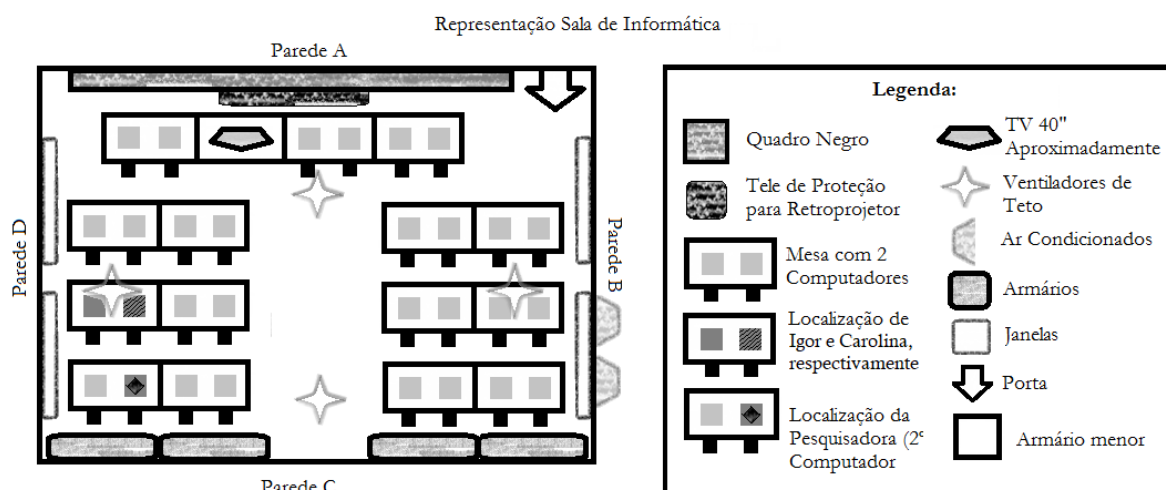 Representação Sala de Informática
Parede A
Parede D
Parede B
Parede C
Legenda:
Quadro Negro
Tele de Proteção
para Retroprojetor
Mesa com 2
Computadores
Localização de
Igor e Carolina,
respectivamente
Localização da
Pesquisadora (2º
Computador
TV 40"
Aproximadamente
Ventiladores de
Teto
Ar Condicionados
Armários
Janelas
Porta
Armário menor